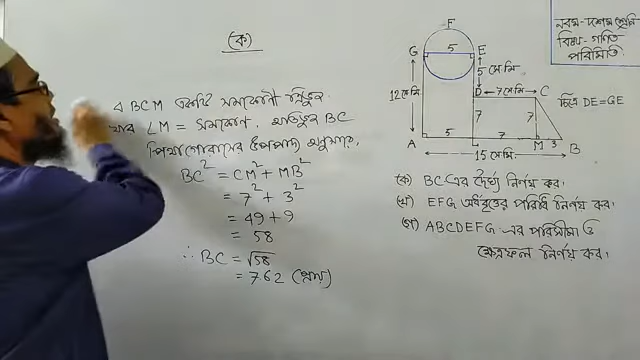 (ক)
∠ BCM একটি সমকোণী ত্রিভুজ
যার ∠M = সমকোণ, অতিভুজ BC
পিথাগোরাসের উপপাদ্য অনুসারে,
BC² = CM² + MB²
= 7² + 3²
= 49 + 9
= 58
∴ BC = √58
= 7.62 (প্রায়)
F
G 5 E
5 সে.মি
12 সে.মি
D 7 সে.মি C
7 7
A 5 7 M 3 B
15 সে.মি
চিত্রে DE=GE
নবম-দশম শ্রেণি
বিষয় - গণিত
পরিমিতি
(ক) BC এর দৈর্ঘ্য নির্ণয় কর।
(খ) EFG অর্ধবৃত্তের পরিধি নির্ণয় কর।
(গ) ABCDEFG এর পরিসীমা ও
ক্ষেত্রফল নির্ণয় কর।